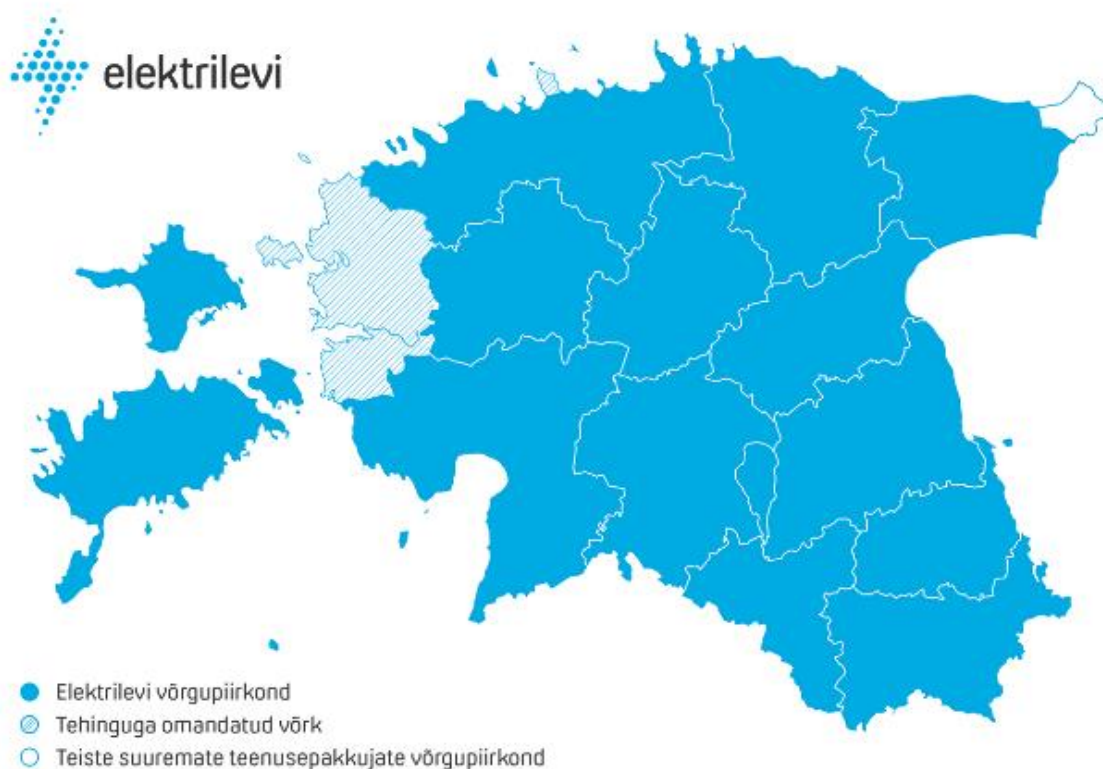 elektrilevi
Elektrilevi võrgupiirkond
Tehinguga omandatud võrk
Teiste suuremate teenusepakkujate võrgupiirkond